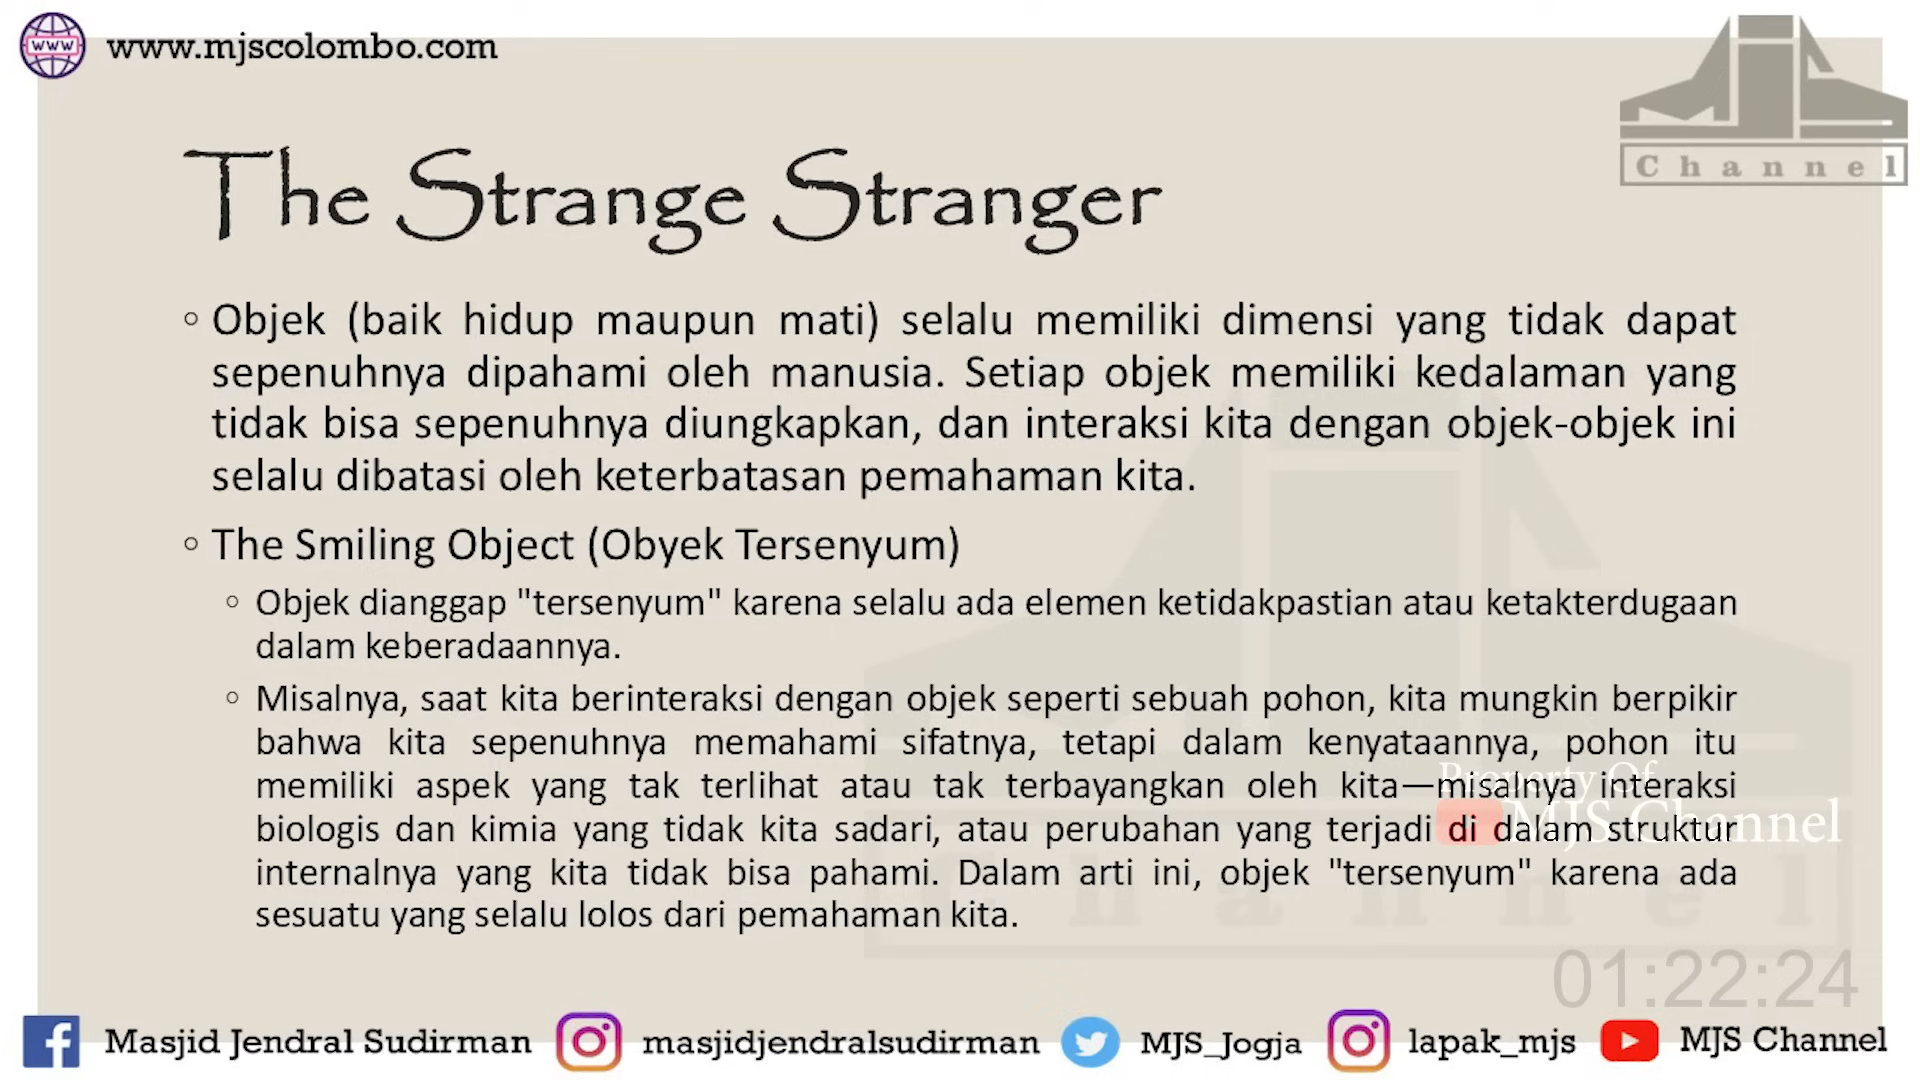 www.mjscolombo.com
Channel
The Strange Stranger
◦ Objek (baik hidup maupun mati) selalu memiliki dimensi yang tidak dapat
sepenuhnya dipahami oleh manusia. Setiap objek memiliki kedalaman yang
tidak bisa sepenuhnya diungkapkan, dan interaksi kita dengan objek-objek ini
selalu dibatasi oleh keterbatasan pemahaman kita.
◦ The Smiling Object (Obyek Tersenyum)
◦ Objek dianggap "tersenyum" karena selalu ada elemen ketidakpastian atau ketakterdugaan
dalam keberadaannya.
◦ Misalnya, saat kita berinteraksi dengan objek seperti sebuah pohon, kita mungkin berpikir
bahwa kita sepenuhnya memahami sifatnya, tetapi dalam kenyataannya, pohon itu
memiliki aspek yang tak terlihat atau tak terbayangkan oleh kita—misalnya interaksi
biologis dan kimia yang tidak kita sadari, atau perubahan yang terjadi di dalam struktur
internalnya yang kita tidak bisa pahami. Dalam arti ini, objek "tersenyum" karena ada
sesuatu yang selalu lolos dari pemahaman kita.
Property Of
MJS Channel
Channel
01:22:24
Masjid Jendral Sudirman masjidjendralsudirman MJS_Jogja lapak_mjs MJS Channel